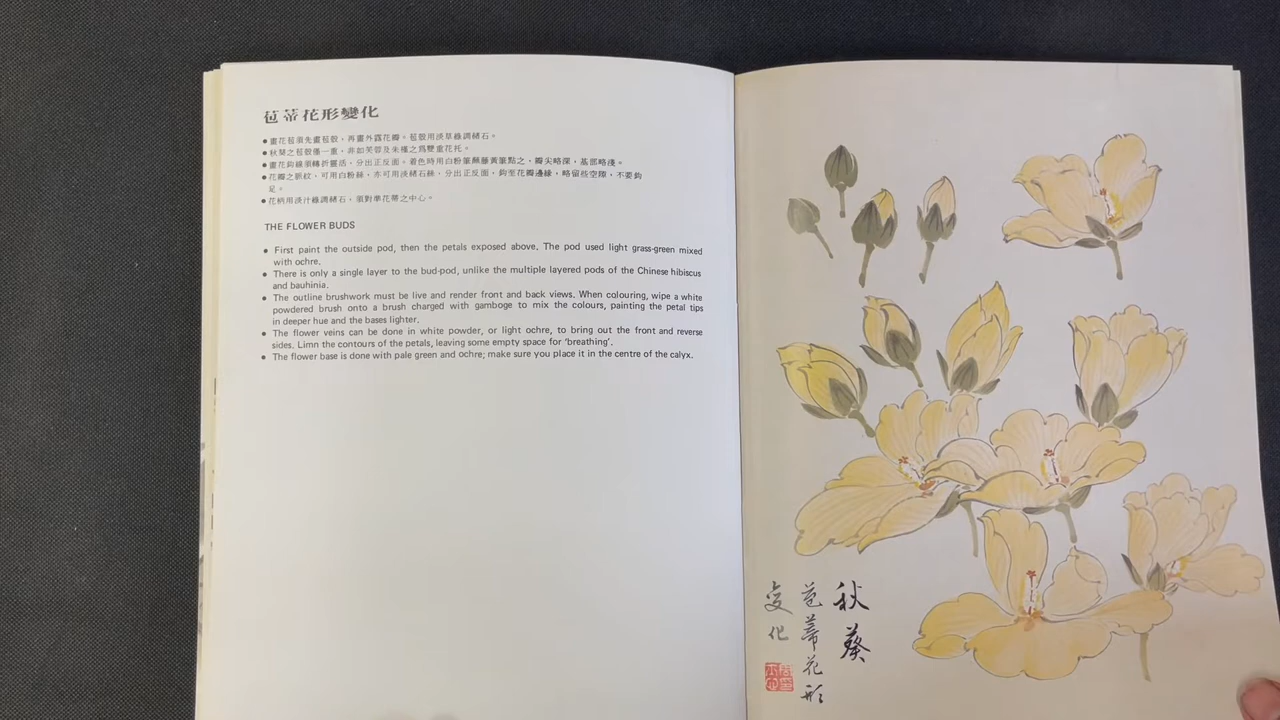 苞蒂花形變化
●畫花苞須先畫苞殼、再畫外露花瓣。苞殼用淡草綠調赭石。
●秋葵之苞殼僅一重、非如芙蓉及朱槿之爲雙重花托。
●畫花鈎線須轉折靈活、分出正反面。着色時用白粉筆蘸藤黃筆點之、瓣尖略深，基部略淺。
●花瓣之脈紋、可用白粉絲、亦可用淡赭石絲，分出正反面、鈎至花瓣邊緣，略留些空隙，不要鈎
足。
●花柄用淡汁綠調赭石、須對準花蒂之中心。
THE FLOWER BUDS
● First paint the outside pod, then the petals exposed above. The pod used light grass-green mixed
with ochre.
● There is only a single layer to the bud-pod, unlike the multiple layered pods of the Chinese hibiscus
and bauhinia.
● The outline brushwork must be live and render front and back views. When colouring, wipe a white
powdered brush onto a brush charged with gamboge to mix the colours, painting the petal tips
in deeper hue and the bases lighter.
● The flower veins can be done in white powder, or light ochre, to bring out the front and reverse
sides. Limn the contours of the petals, leaving some empty space for 'breathing'.
● The flower base is done with pale green and ochre; make sure you place it in the centre of the calyx.
秋葵
苞蒂花形
變化